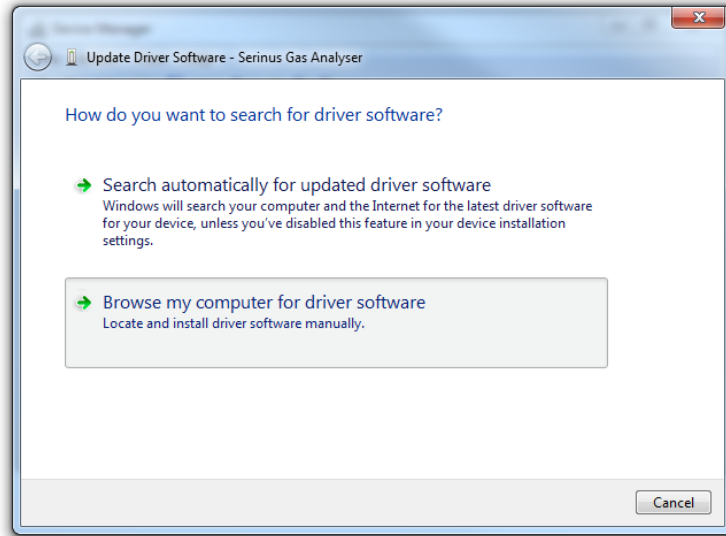 Device Manager
Update Driver Software - Serinus Gas Analyser
How do you want to search for driver software?
Search automatically for updated driver software
Windows will search your computer and the Internet for the latest driver software
for your device, unless you've disabled this feature in your device installation
settings.
Browse my computer for driver software
Locate and install driver software manually.
Cancel